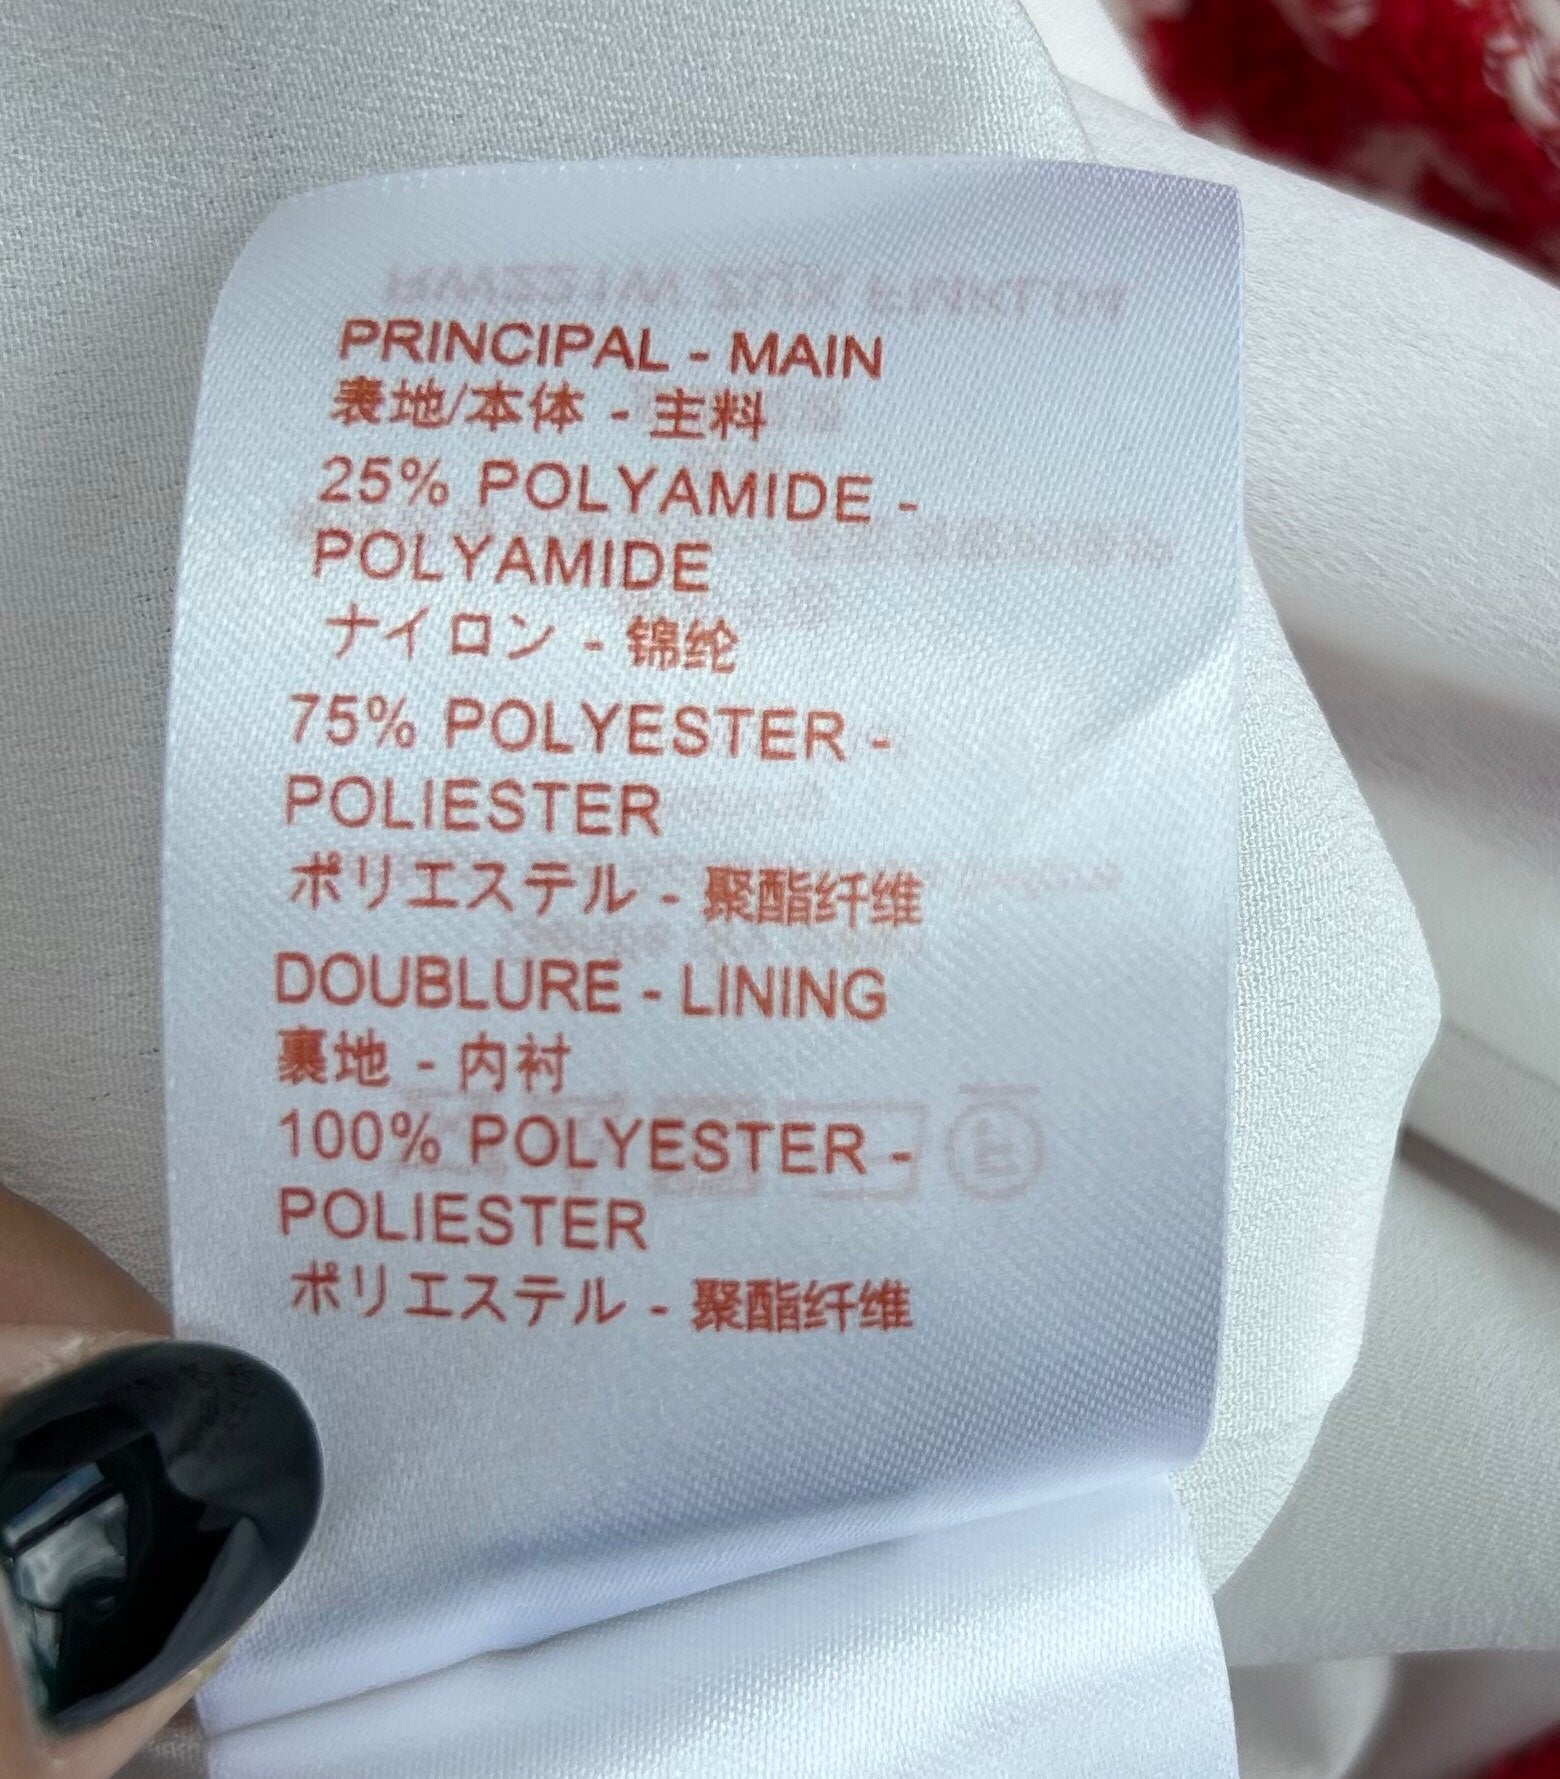 PRINCIPAL - MAIN
表地/本体 - 主料
25% POLYAMIDE -
POLYAMIDE
ナイロン - 锦纶
75% POLYESTER -
POLIESTER
ポリエステル - 聚酯纤维
DOUBLURE - LINING
裏地 - 内衬
100% POLYESTER -
POLIESTER
ポリエステル - 聚酯纤维